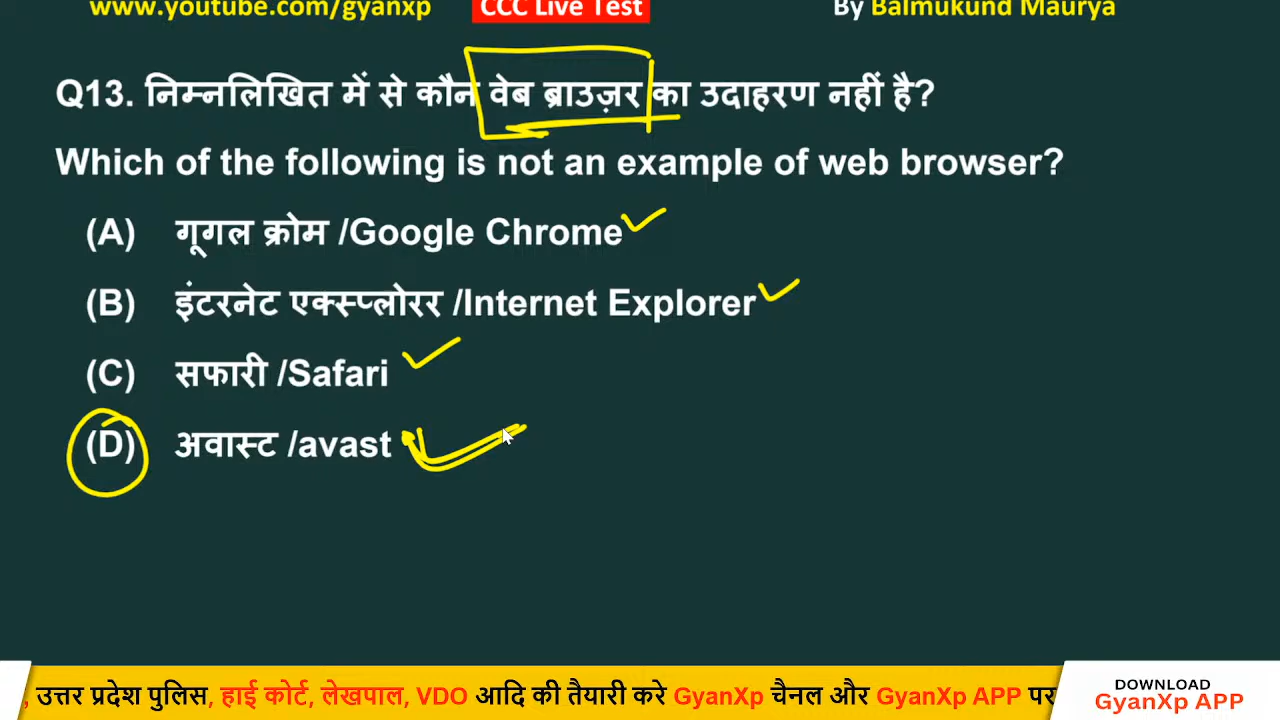 www.youtube.com/gyanxp CCC Live Test By Balmukund Maurya
Q13. निम्नलिखित में से कौन वेब ब्राउज़र का उदाहरण नहीं है?
Which of the following is not an example of web browser?
(A) गूगल क्रोम /Google Chrome
(B) इंटरनेट एक्स्प्लोरर /Internet Explorer
(C) सफारी /Safari
(D) अवास्ट /avast
, उत्तर प्रदेश पुलिस, हाई कोर्ट, लेखपाल, VDO आदि की तैयारी करे GyanXp चैनल और GyanXp APP पर
DOWNLOAD
GyanXp APP